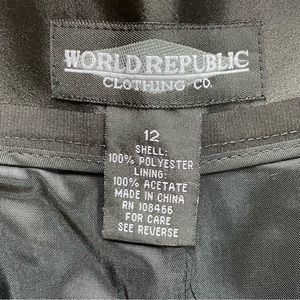 WORLD REPUBLIC
CLOTHING CO.
12
SHELL:
100% POLYESTER
LINING:
100% ACETATE
MADE IN CHINA
RN 108466
FOR CARE
SEE REVERSE